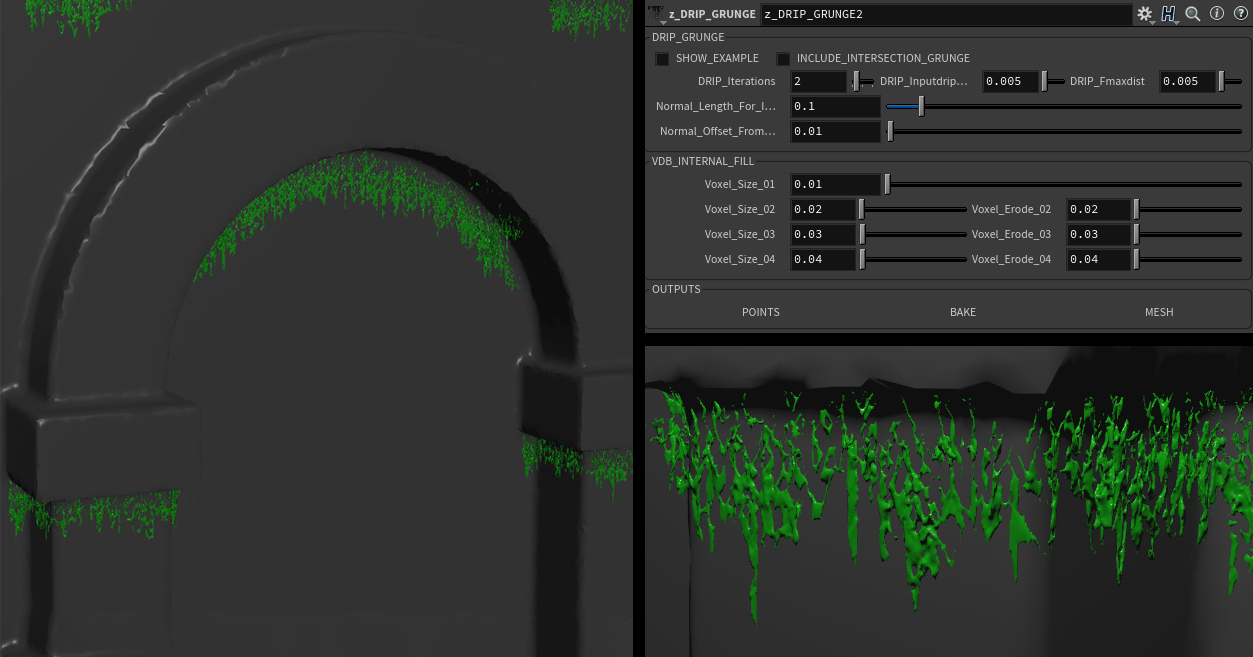 z_DRIP_GRUNGE z_DRIP_GRUNGE2
DRIP_GRUNGE
SHOW_EXAMPLE INCLUDE_INTERSECTION_GRUNGE
DRIP_Iterations 2 DRIP_Inputdrip... 0.005 DRIP_Fmaxdist 0.005
Normal_Length_For_I... 0.1
Normal_Offset_From... 0.01
VDB_INTERNAL_FILL
Voxel_Size_01 0.01
Voxel_Size_02 0.02 Voxel_Erode_02 0.02
Voxel_Size_03 0.03 Voxel_Erode_03 0.03
Voxel_Size_04 0.04 Voxel_Erode_04 0.04
OUTPUTS
POINTS BAKE MESH